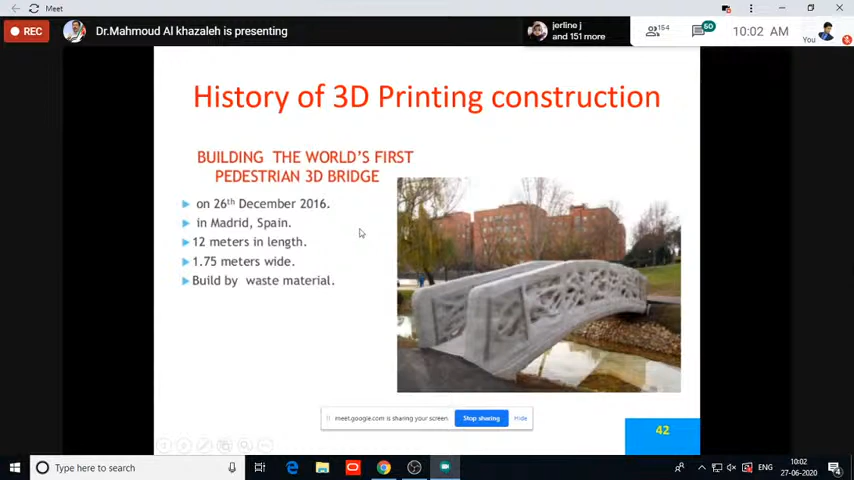 Meet
REC
Dr.Mahmoud Al khazaleh is presenting
jerline j
and 151 more
154
50
10:02 AM
You
History of 3D Printing construction
BUILDING THE WORLD'S FIRST
PEDESTRIAN 3D BRIDGE
on 26th December 2016.
in Madrid, Spain.
12 meters in length.
1.75 meters wide.
Build by waste material.
meet.google.com is sharing your screen.
Stop sharing
Hide
42
Type here to search
ENG
10:02
27-06-2020
4